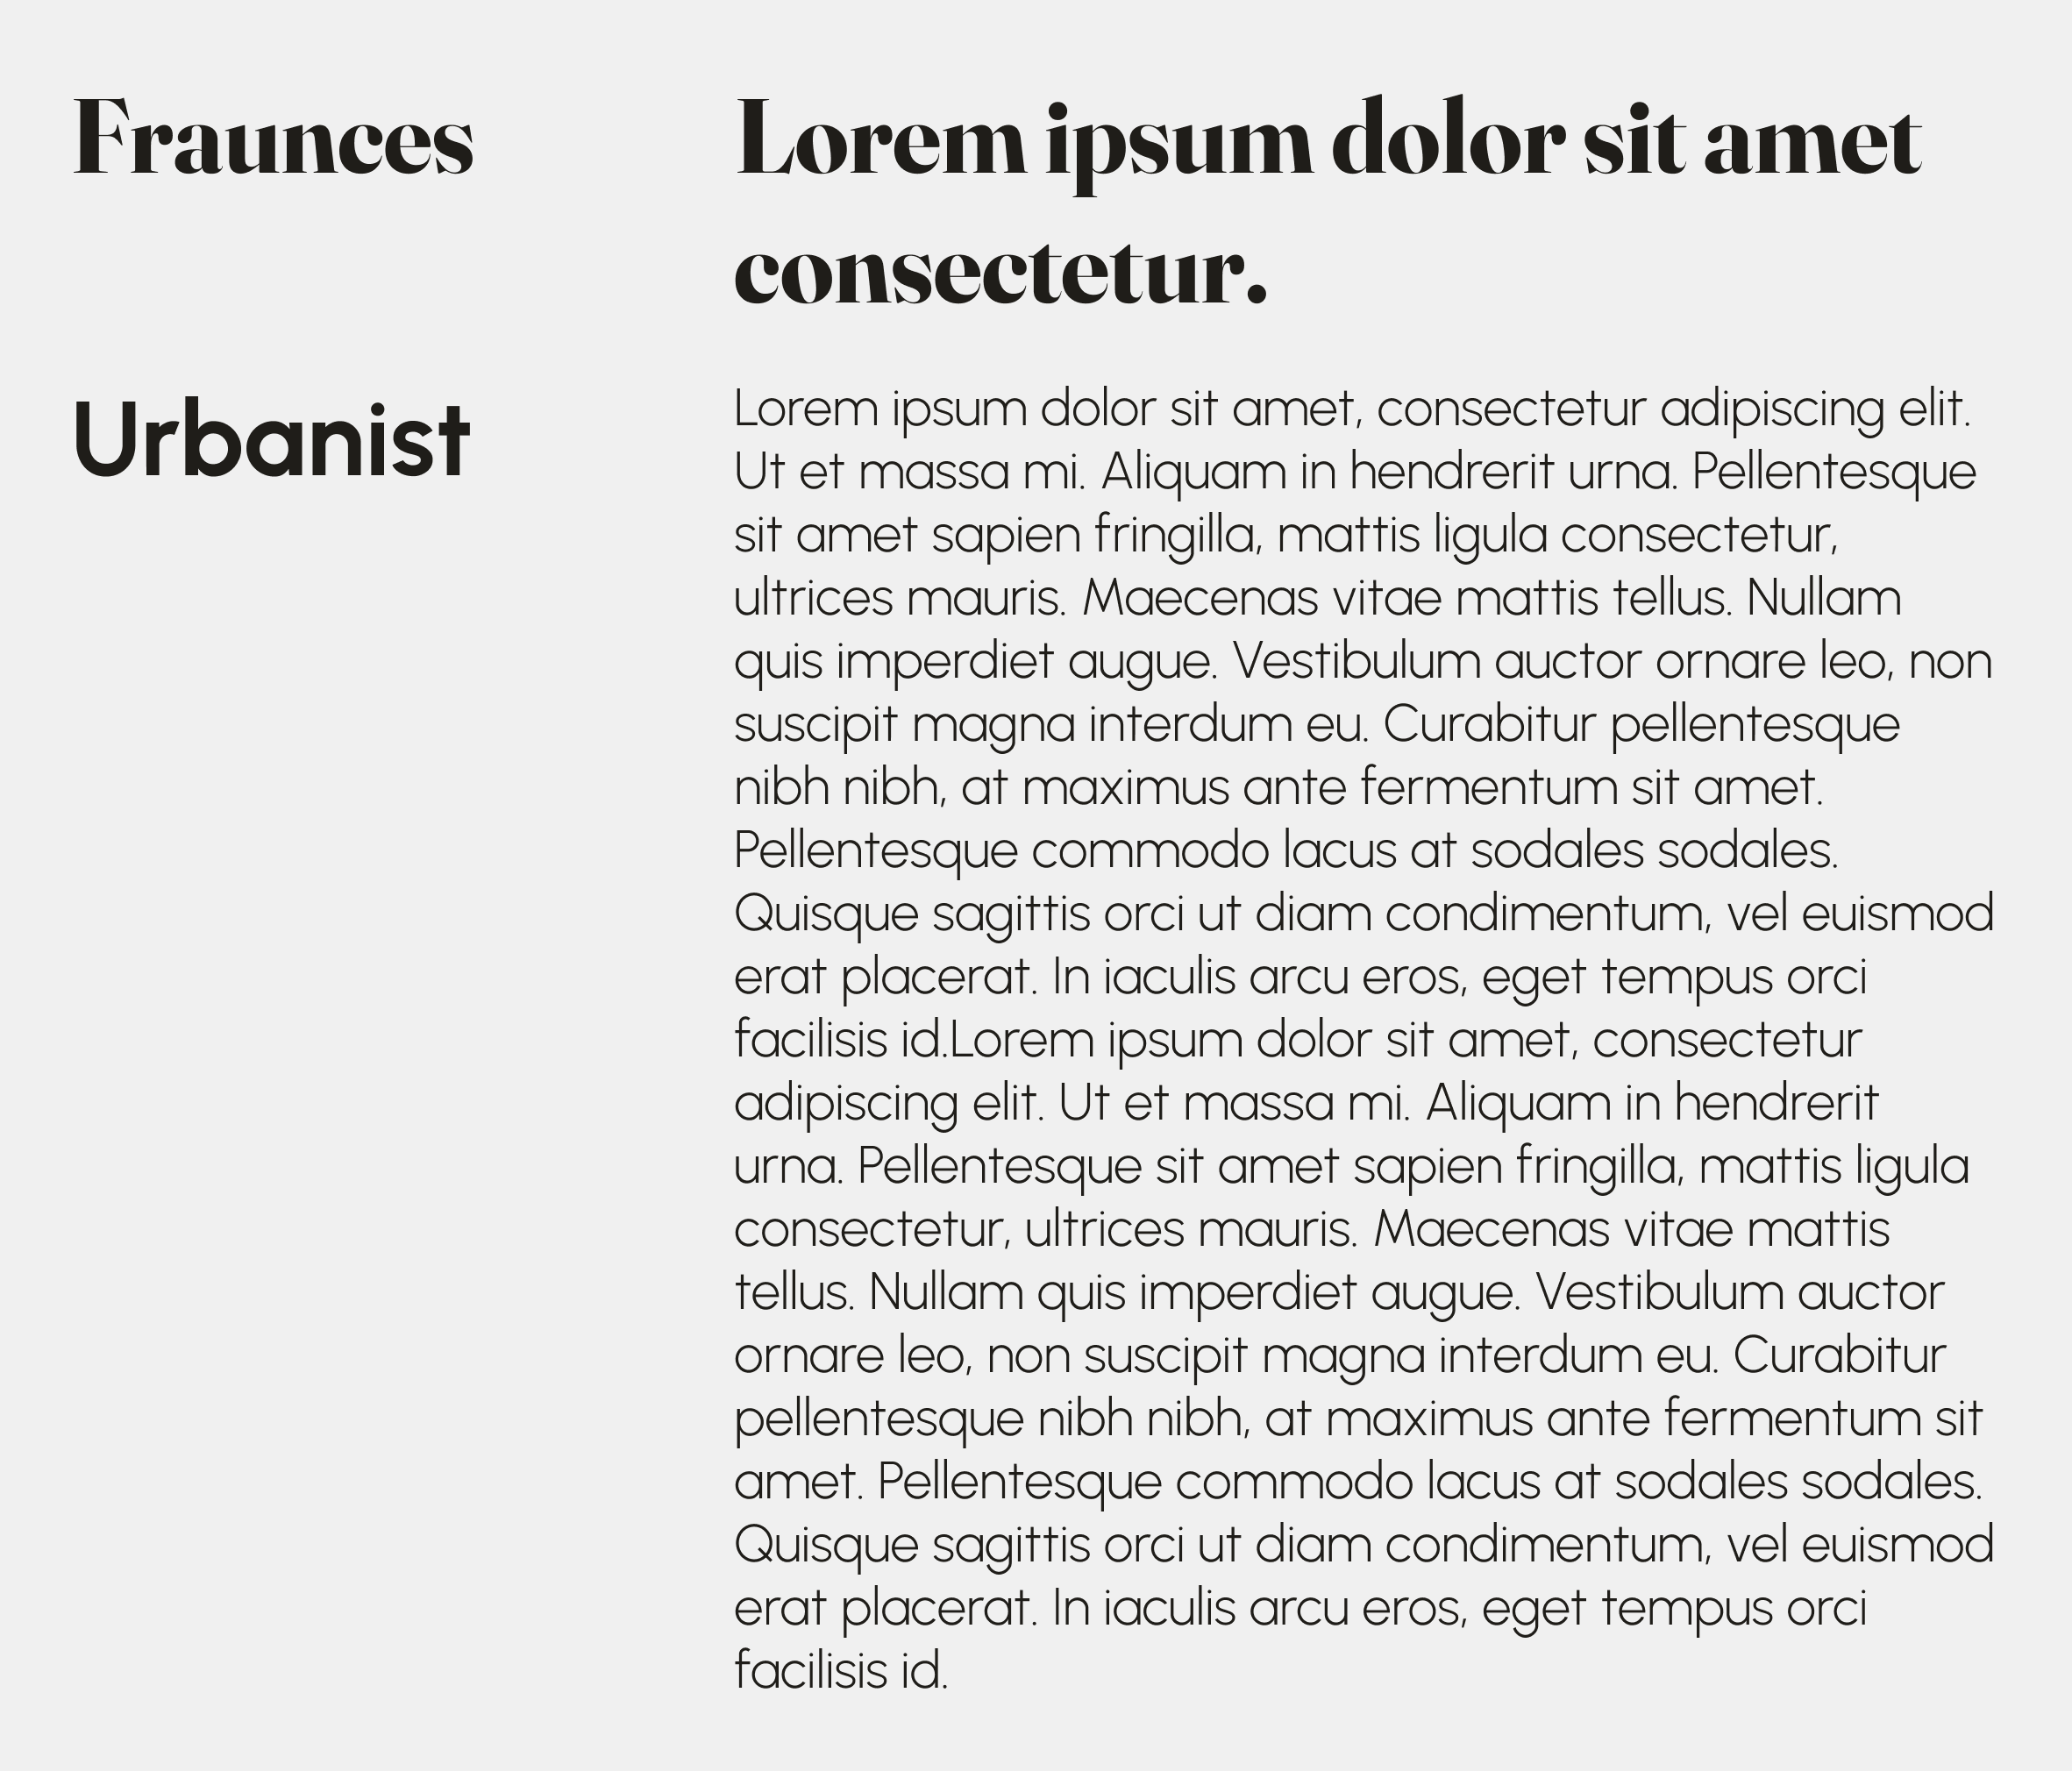 Fraunces
Lorem ipsum dolor sit amet
consectetur.
Urbanist
Lorem ipsum dolor sit amet, consectetur adipiscing elit.
Ut et massa mi. Aliquam in hendrerit urna. Pellentesque
sit amet sapien fringilla, mattis ligula consectetur,
ultrices mauris. Maecenas vitae mattis tellus. Nullam
quis imperdiet augue. Vestibulum auctor ornare leo, non
suscipit magna interdum eu. Curabitur pellentesque
nibh nibh, at maximus ante fermentum sit amet.
Pellentesque commodo lacus at sodales sodales.
Quisque sagittis orci ut diam condimentum, vel euismod
erat placerat. In iaculis arcu eros, eget tempus orci
facilisis id.Lorem ipsum dolor sit amet, consectetur
adipiscing elit. Ut et massa mi. Aliquam in hendrerit
urna. Pellentesque sit amet sapien fringilla, mattis ligula
consectetur, ultrices mauris. Maecenas vitae mattis
tellus. Nullam quis imperdiet augue. Vestibulum auctor
ornare leo, non suscipit magna interdum eu. Curabitur
pellentesque nibh nibh, at maximus ante fermentum sit
amet. Pellentesque commodo lacus at sodales sodales.
Quisque sagittis orci ut diam condimentum, vel euismod
erat placerat. In iaculis arcu eros, eget tempus orci
facilisis id.